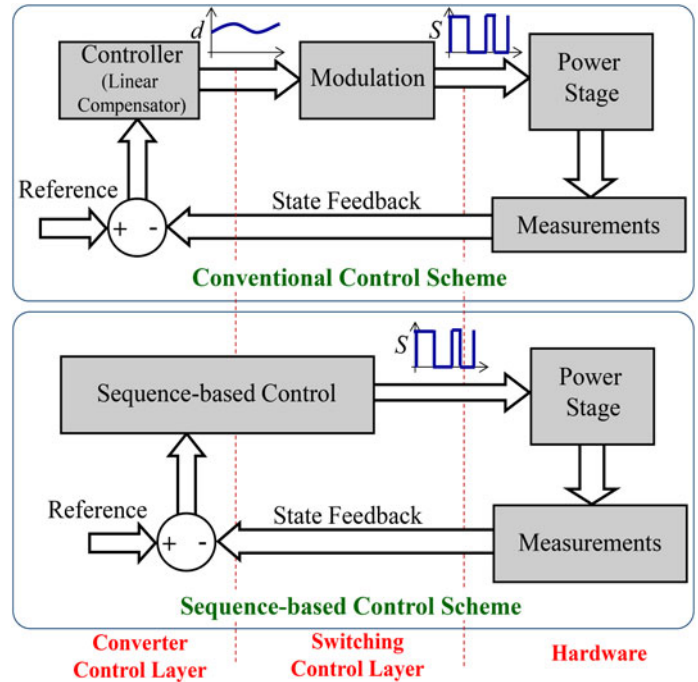 d
S
Controller
(Linear
Compensator)
Modulation
Power
Stage
Reference
+
-
State Feedback
Measurements
Conventional Control Scheme
S
Sequence-based Control
Power
Stage
Reference
+
-
State Feedback
Measurements
Sequence-based Control Scheme
Converter
Control Layer
Switching
Control Layer
Hardware